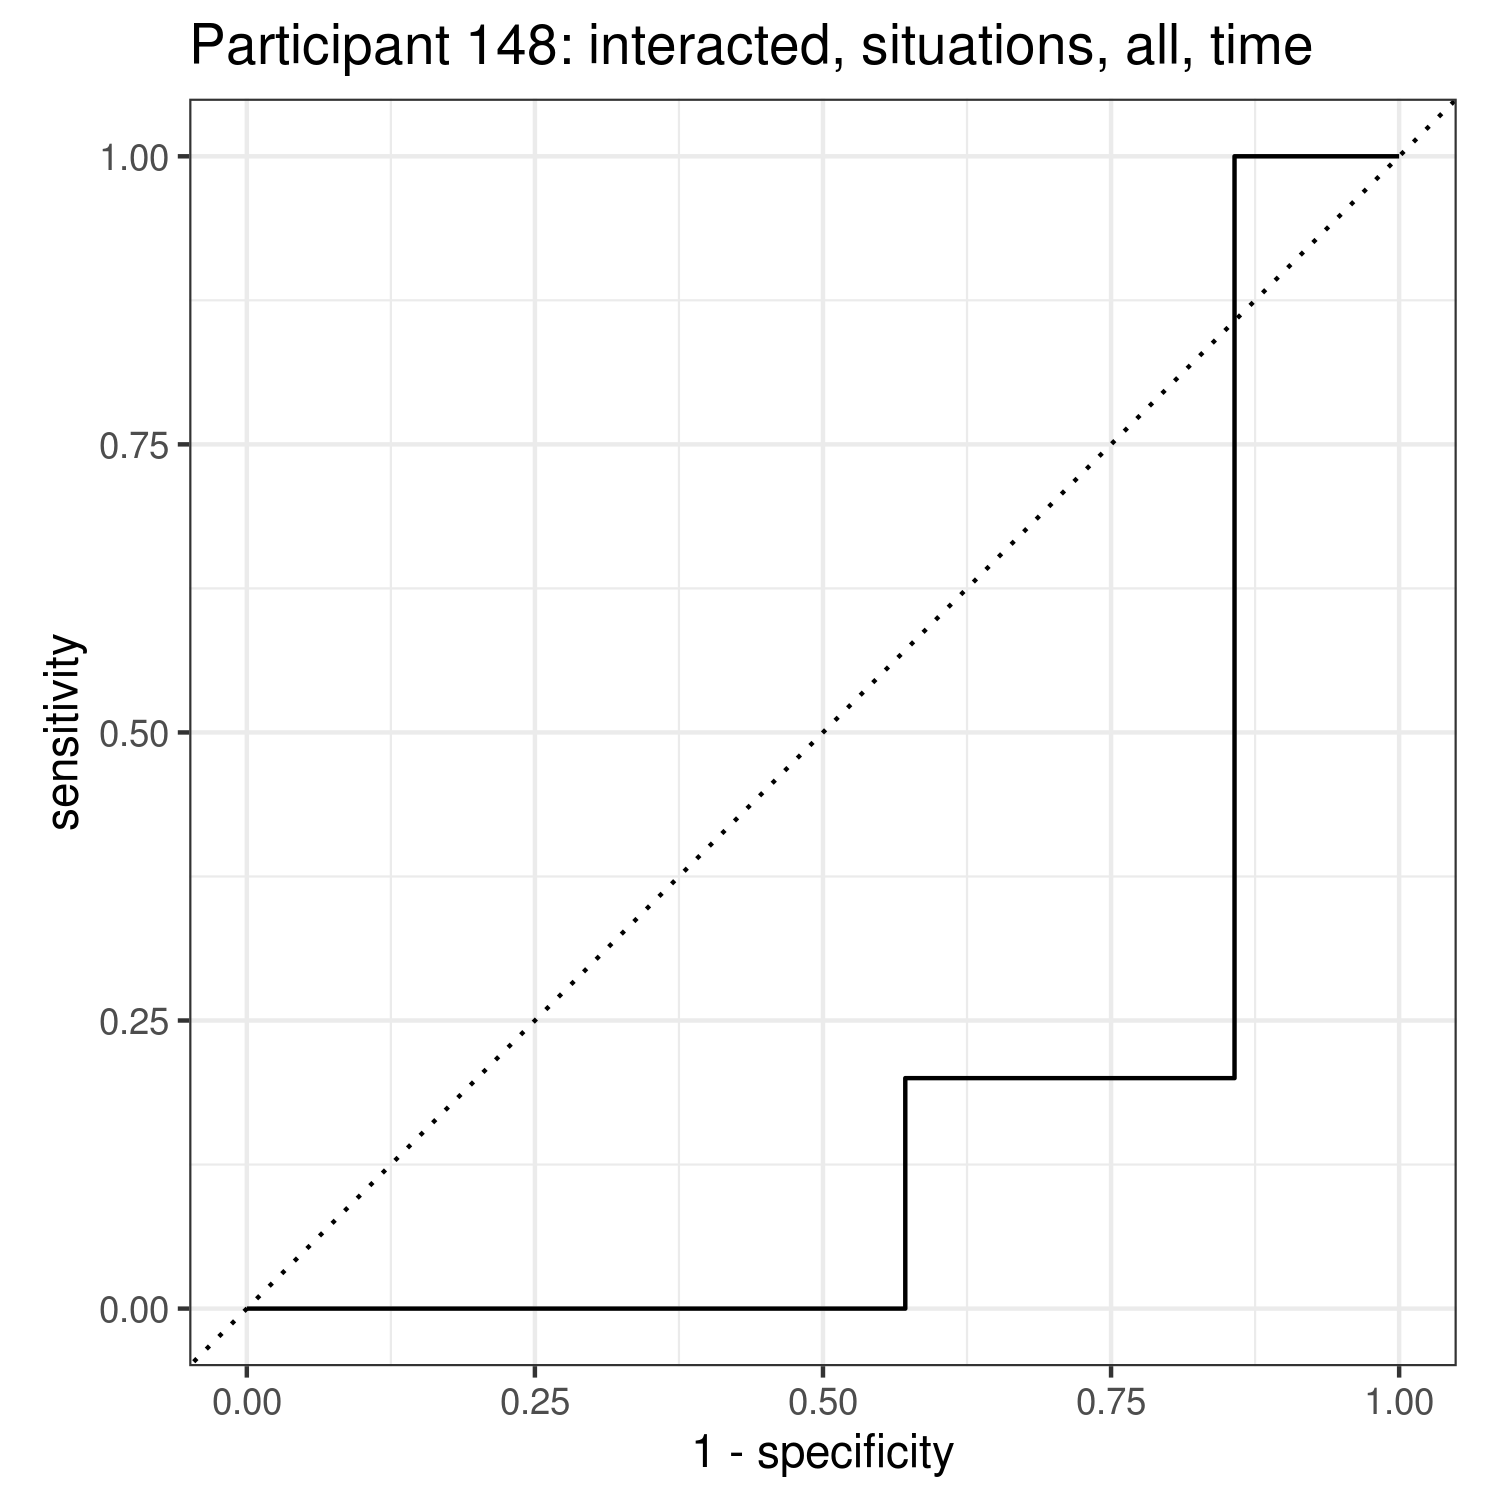 Participant 148: interacted, situations, all, time
1.00
0.75
0.50
0.25
0.00
sensitivity
0.00 0.25 0.50 0.75 1.00
1 - specificity